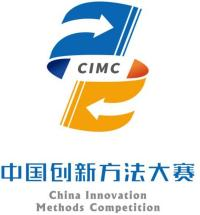 CIMC
中国创新方法大赛
China Innovation
Methods Competition